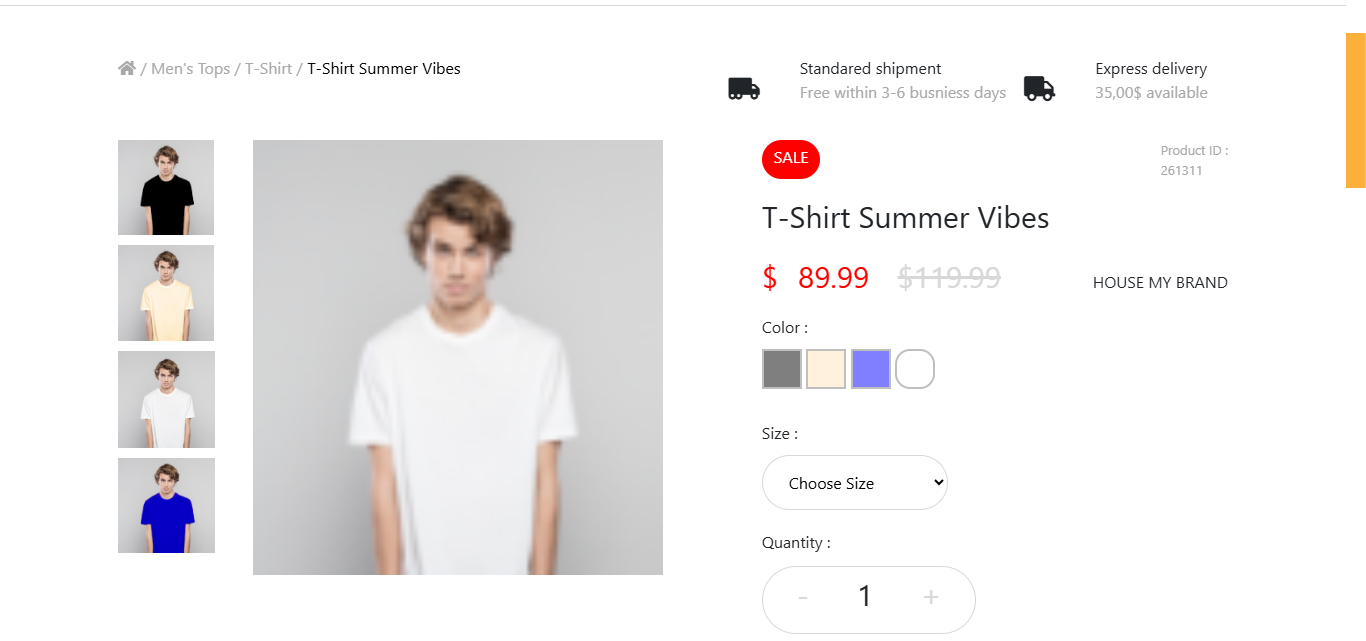 / Men's Tops / T-Shirt / T-Shirt Summer Vibes
Standared shipment
Free within 3-6 busniess days
Express delivery
35,00$ available
SALE
Product ID :
261311
T-Shirt Summer Vibes
$ 89.99 $119.99
HOUSE MY BRAND
Color :
Size :
Choose Size
Quantity :
- 1 +